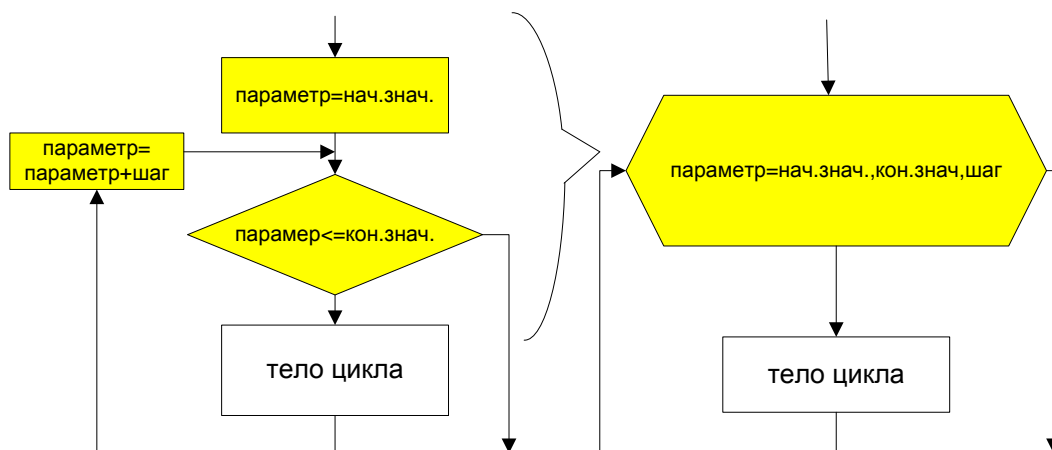 параметр=нач.знач.
параметр=
параметр+шаг
парамер<=кон.знач.
тело цикла
параметр=нач.знач.,кон.знач,шаг
тело цикла